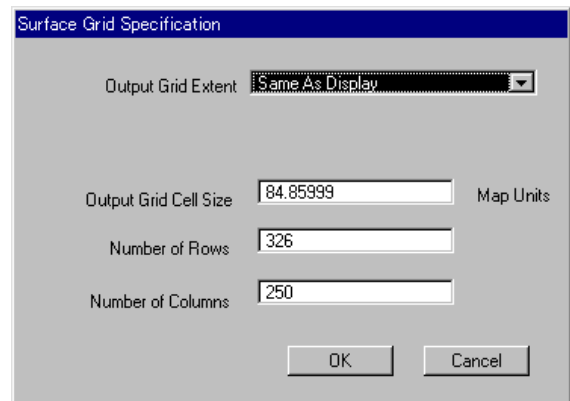 Surface Grid Specification
Output Grid Extent Same As Display
Output Grid Cell Size 84.85999 Map Units
Number of Rows 326
Number of Columns 250
OK Cancel